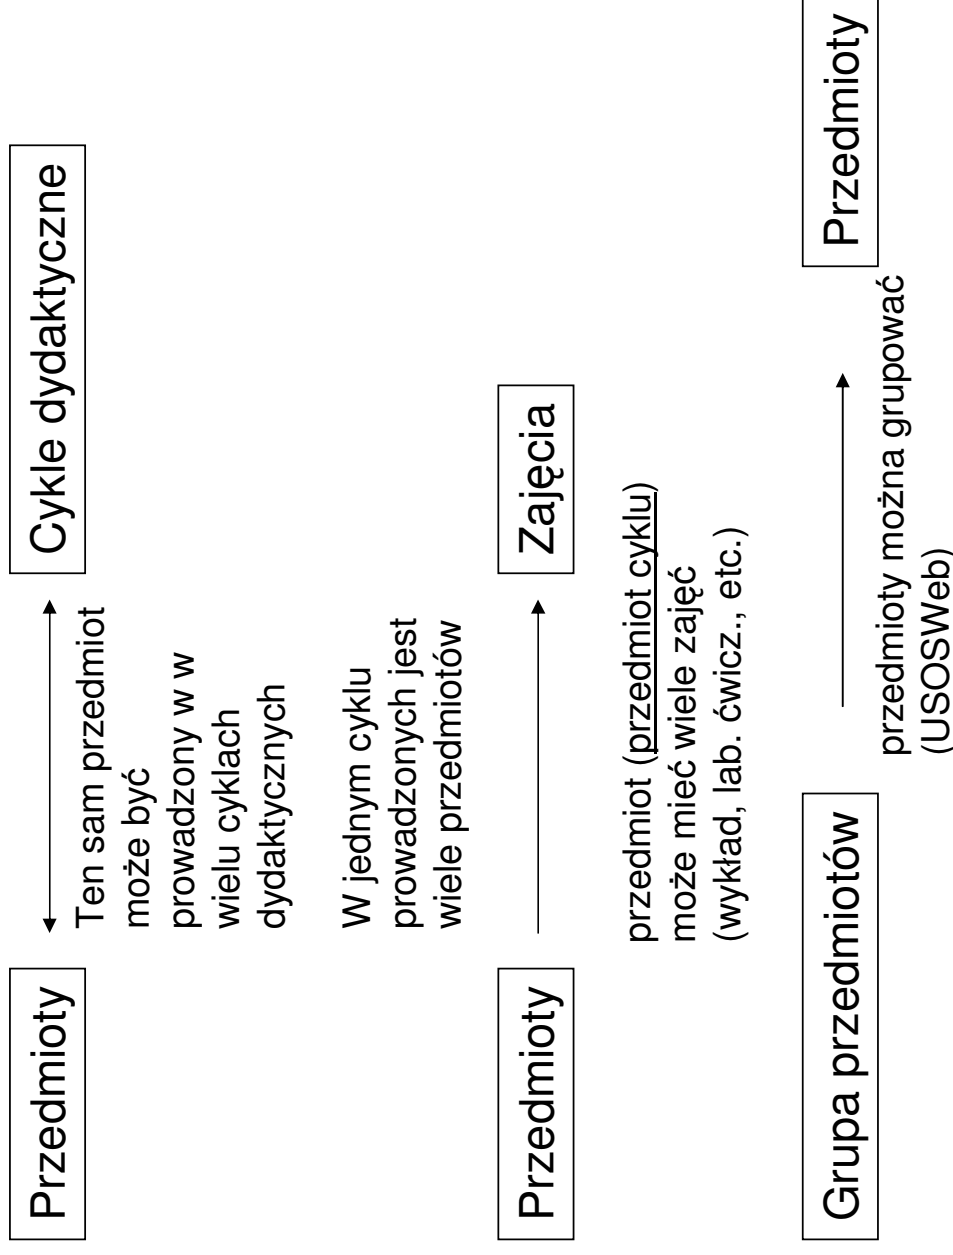 Przedmioty
Cykle dydaktyczne
Ten sam przedmiot
może być
prowadzony w w
wielu cyklach
dydaktycznych
W jednym cyklu
prowadzonych jest
wiele przedmiotów
Przedmioty
Zajęcia
przedmiot (przedmiot cyklu)
może mieć wiele zajęć
(wykład, lab. ćwicz., etc.)
Grupa przedmiotów
Przedmioty
przedmioty można grupować
(USOSWeb)